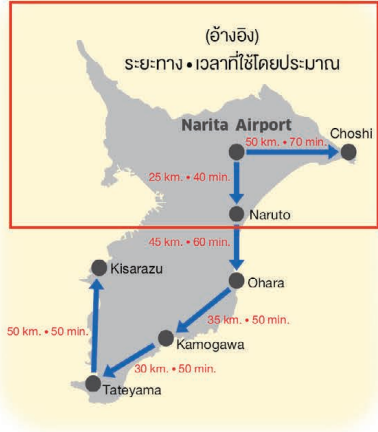 (อ้างอิง)
ระยะทาง • เวลาที่ใช้โดยประมาณ
Narita Airport
50 km. • 70 min.
Choshi
25 km. • 40 min.
Naruto
45 km. • 60 min.
Kisarazu
Ohara
35 km. • 50 min.
50 km. • 50 min.
Kamogawa
30 km. • 50 min.
Tateyama